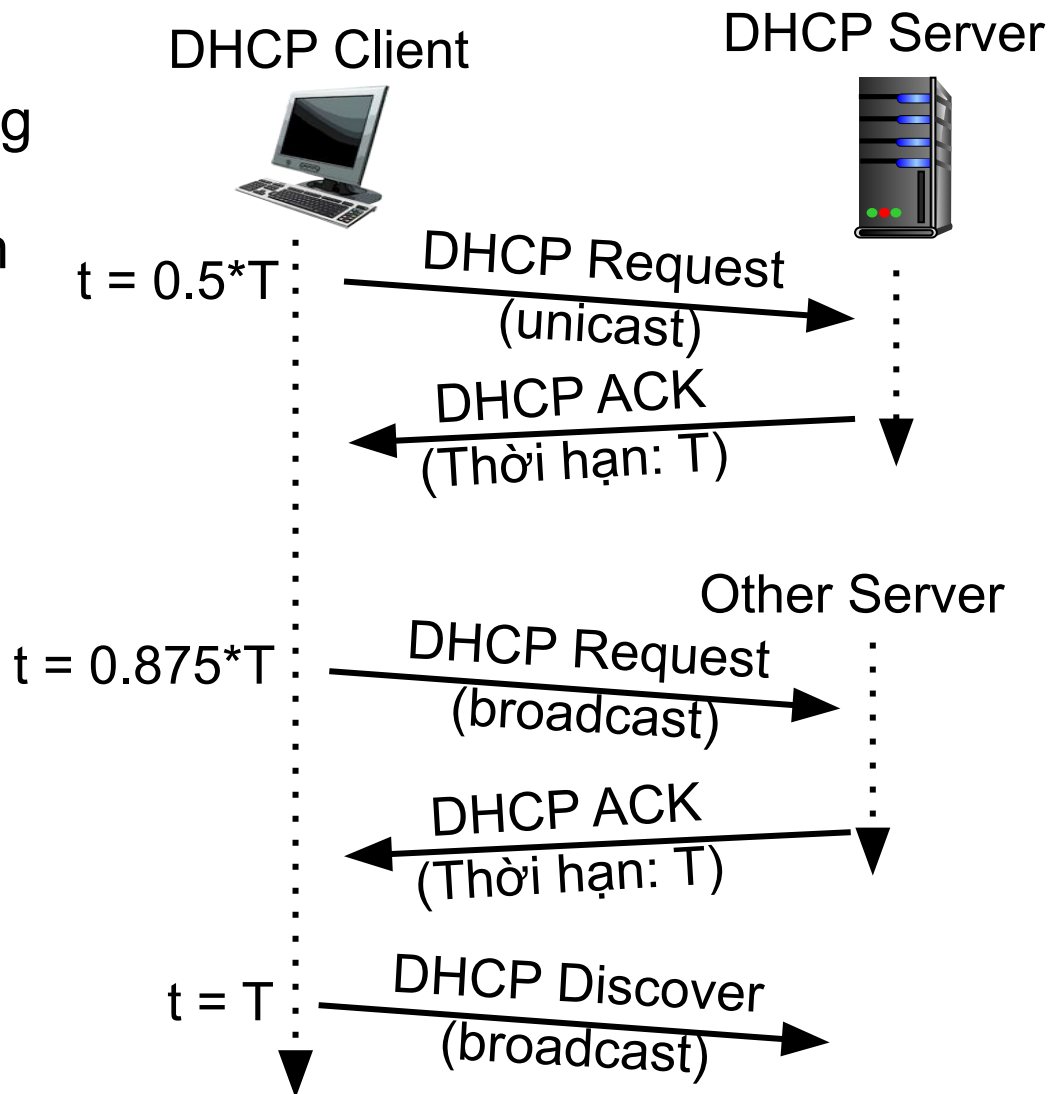 DHCP Client
DHCP Server
t = 0.5*T
DHCP Request
(unicast)
DHCP ACK
(Thời hạn: T)
Other Server
t = 0.875*T
DHCP Request
(broadcast)
DHCP ACK
(Thời hạn: T)
t = T
DHCP Discover
(broadcast)